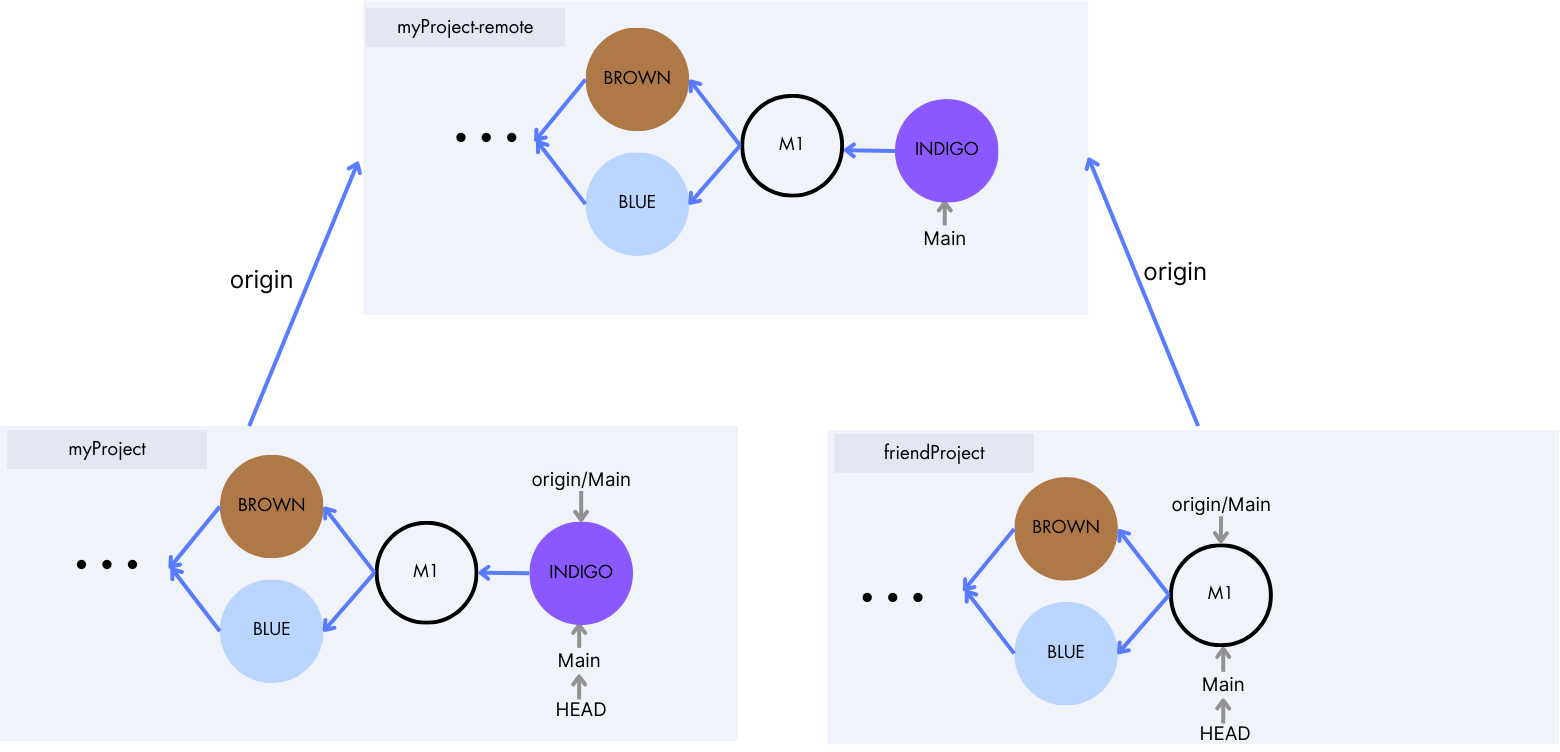 myProject-remote
BROWN
M1
INDIGO
BLUE
Main
origin
origin
myProject
BROWN
origin/Main
M1
INDIGO
BLUE
Main
HEAD
friendProject
BROWN
origin/Main
M1
BLUE
Main
HEAD